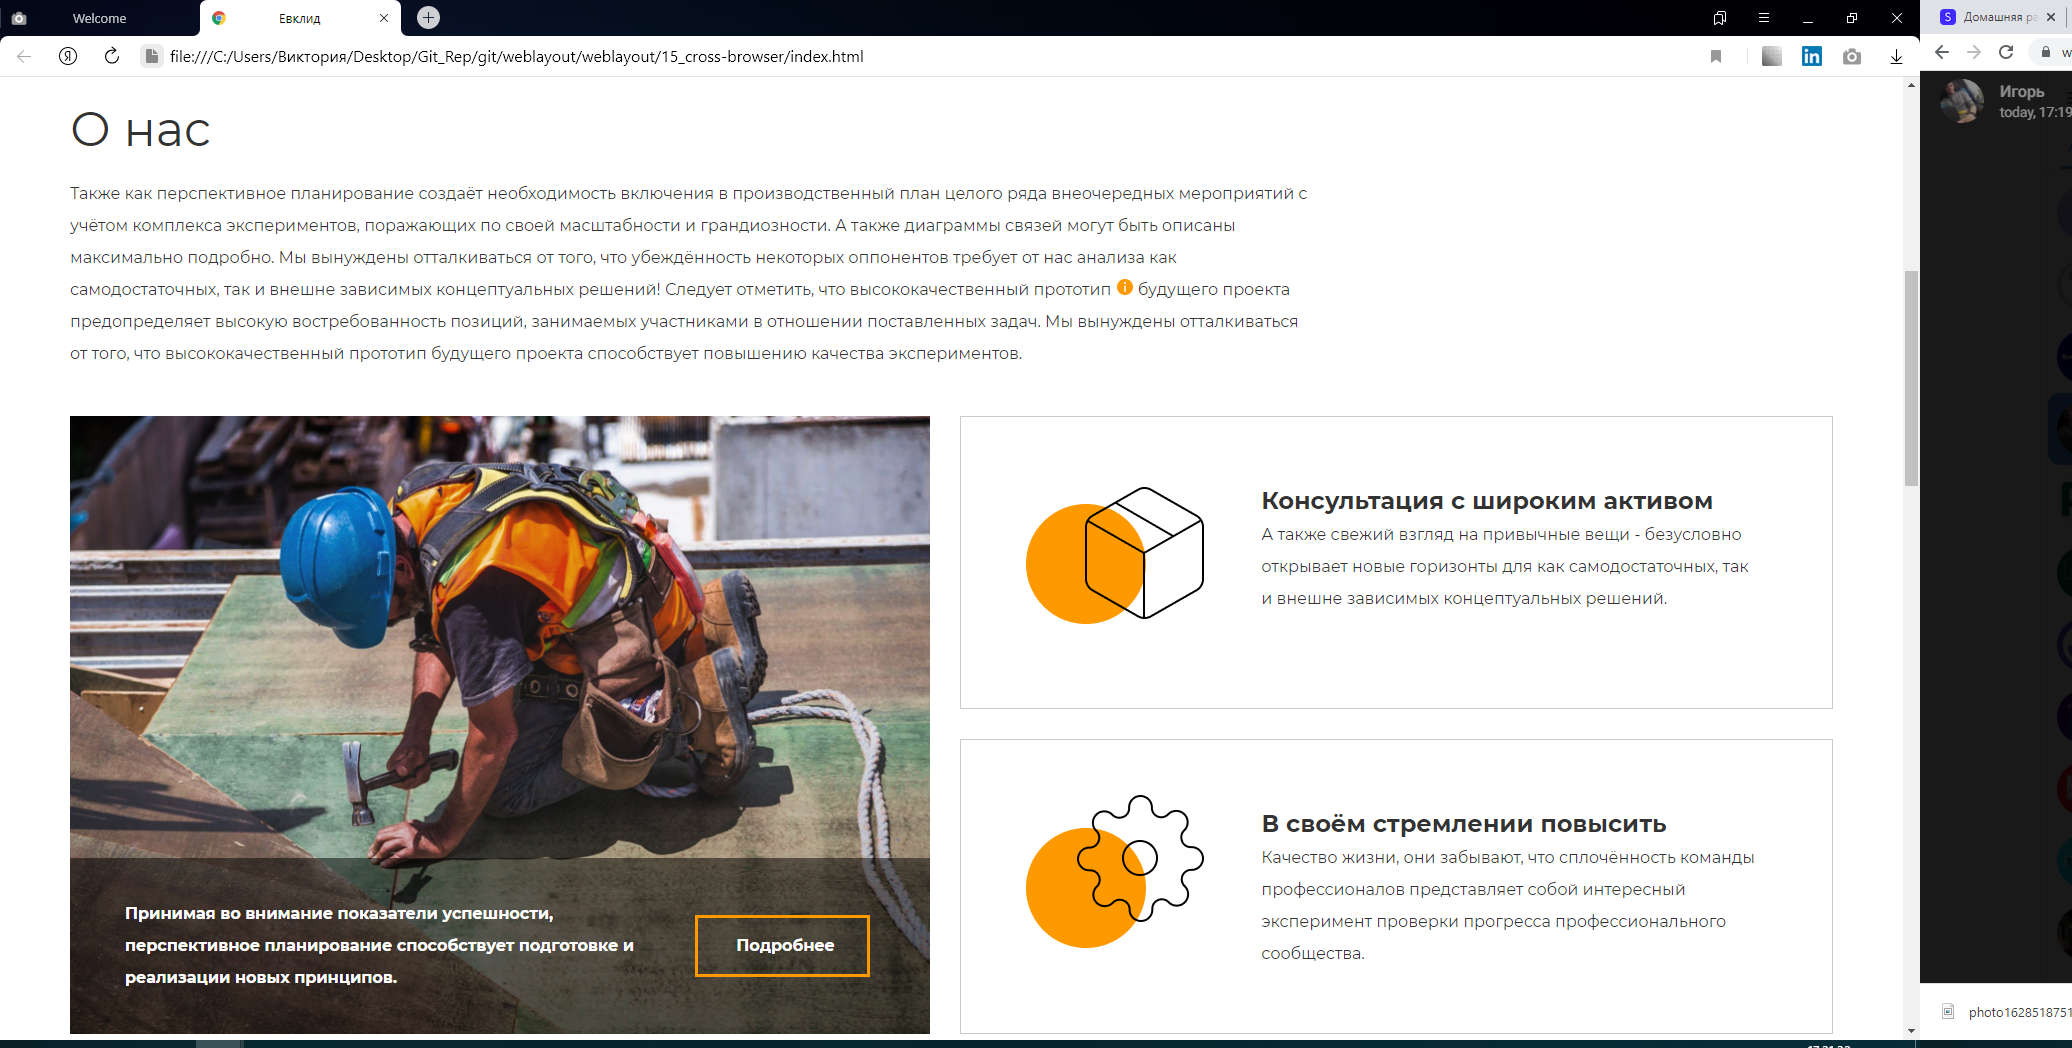 Welcome
Евклид
Домашняя ра
Я
file:///C:/Users/Виктория/Desktop/Git_Rep/git/weblayout/weblayout/15_cross-browser/index.html
in
w
Игорь
today, 17:19
О нас
Также как перспективное планирование создаёт необходимость включения в производственный план целого ряда внеочередных мероприятий с
учётом комплекса экспериментов, поражающих по своей масштабности и грандиозности. А также диаграммы связей могут быть описаны
максимально подробно. Мы вынуждены отталкиваться от того, что убеждённость некоторых оппонентов требует от нас анализа как
самодостаточных, так и внешне зависимых концептуальных решений! Следует отметить, что высококачественный прототип i будущего проекта
предопределяет высокую востребованность позиций, занимаемых участниками в отношении поставленных задач. Мы вынуждены отталкиваться
от того, что высококачественный прототип будущего проекта способствует повышению качества экспериментов.
Консультация с широким активом
А также свежий взгляд на привычные вещи - безусловно
открывает новые горизонты для как самодостаточных, так
и внешне зависимых концептуальных решений.
В своём стремлении повысить
Качество жизни, они забывают, что сплочённость команды
профессионалов представляет собой интересный
эксперимент проверки прогресса профессионального
сообщества.
Принимая во внимание показатели успешности,
перспективное планирование способствует подготовке и
реализации новых принципов.
Подробнее
photo1628518751